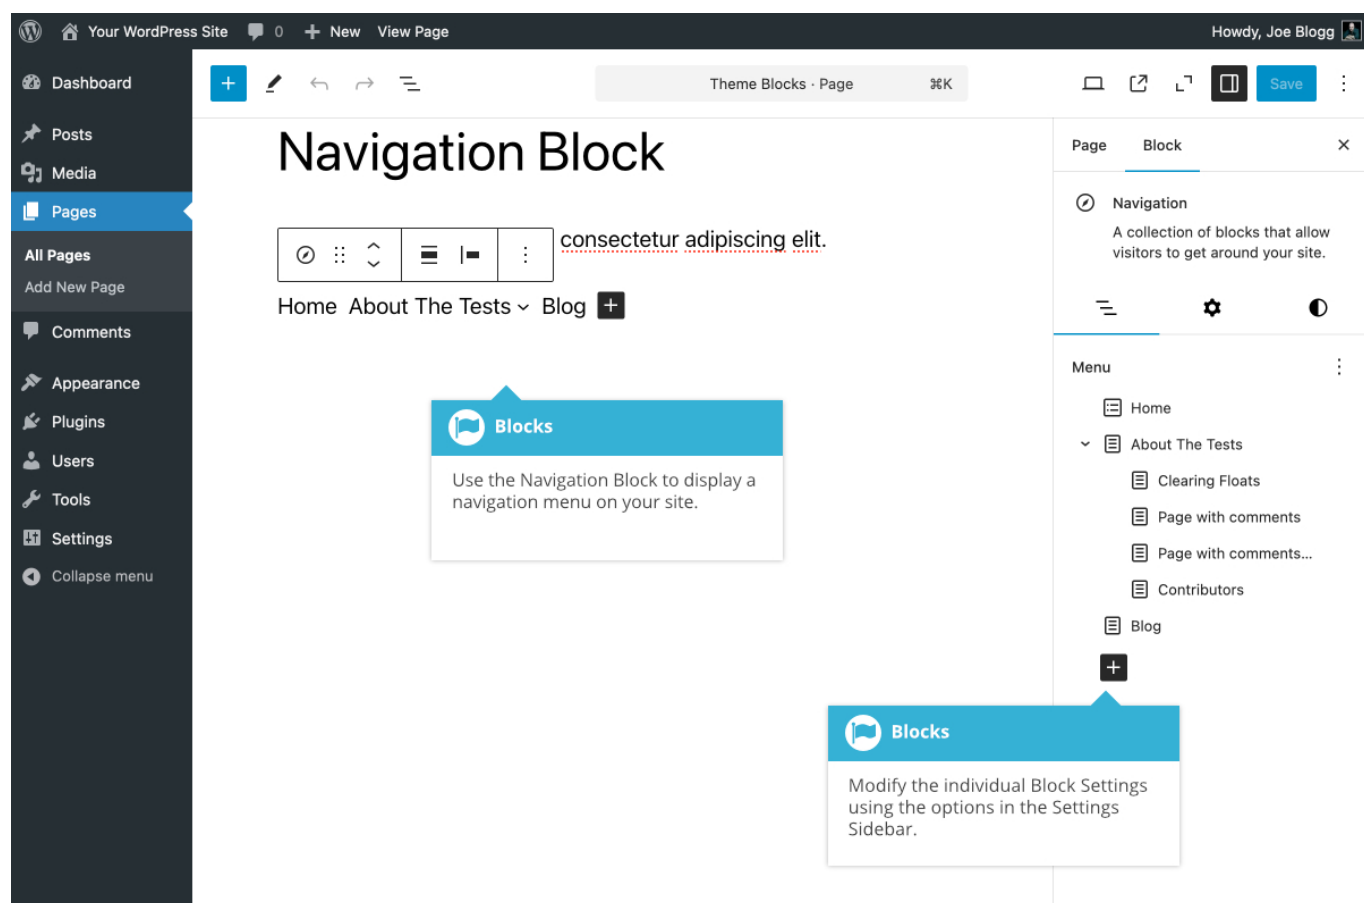 Your WordPress Site 0 New View Page Howdy, Joe Blogg
Dashboard
Posts
Media
Pages
All Pages
Add New Page
Comments
Appearance
Plugins
Users
Tools
Settings
Collapse menu
Theme Blocks · Page ⌘K
Save
Navigation Block
consectetur adipiscing elit.
Home About The Tests Blog
Blocks
Use the Navigation Block to display a
navigation menu on your site.
Page Block
Navigation
A collection of blocks that allow
visitors to get around your site.
Menu
Home
About The Tests
Clearing Floats
Page with comments
Page with comments...
Contributors
Blog
Blocks
Modify the individual Block Settings
using the options in the Settings
Sidebar.